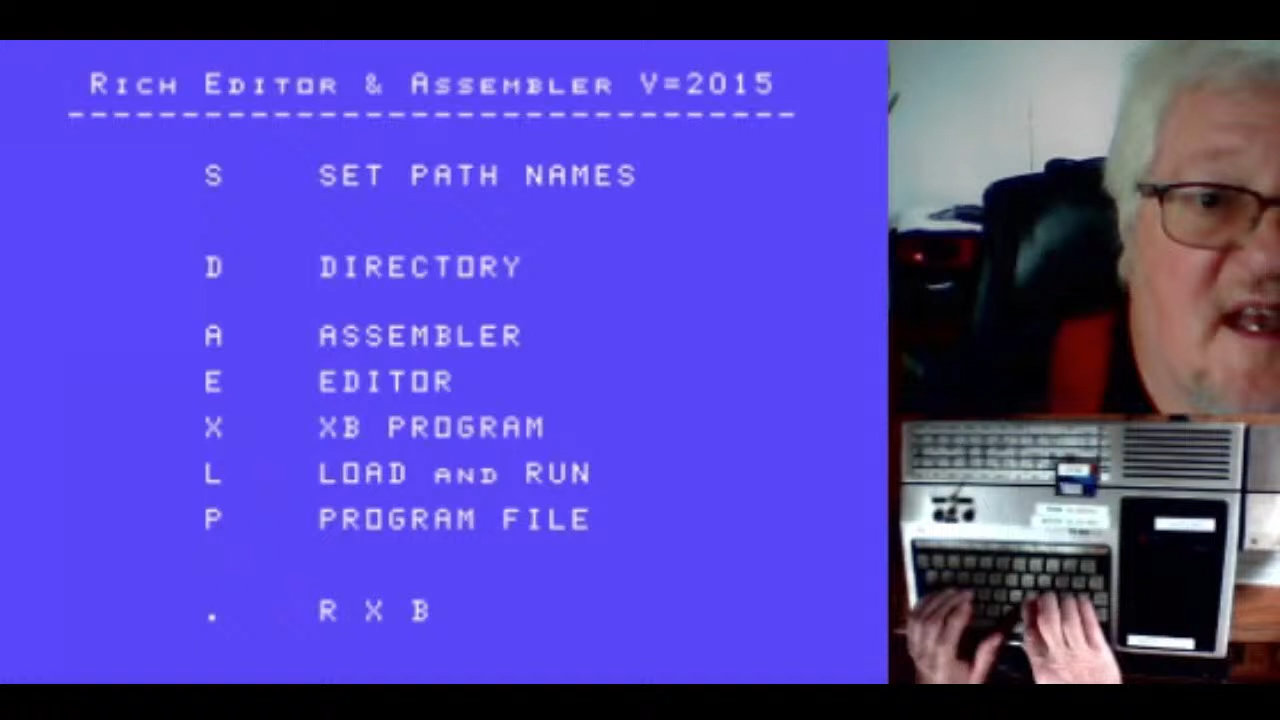 Rich Editor & Assembler V=2015
--------------------------------
S SET PATH NAMES
D DIRECTORY
A ASSEMBLER
E EDITOR
X XB PROGRAM
L LOAD and RUN
P PROGRAM FILE
. R X B